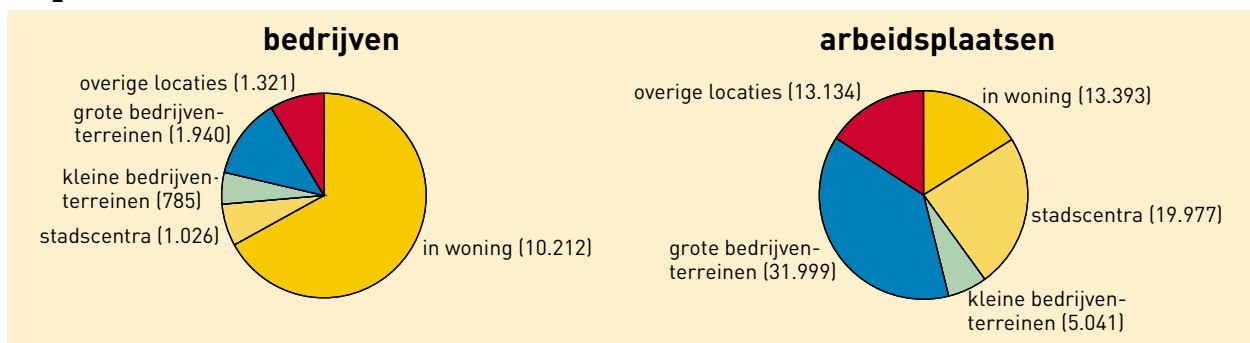 bedrijven
overige locaties (1.321)
grote bedrijven-
terreinen (1.940)
kleine bedrijven-
terreinen (785)
stadscentra (1.026)
in woning (10.212)
arbeidsplaatsen
overige locaties (13.134)
in woning (13.393)
stadscentra (19.977)
grote bedrijven-
terreinen (31.999)
kleine bedrijven-
terreinen (5.041)